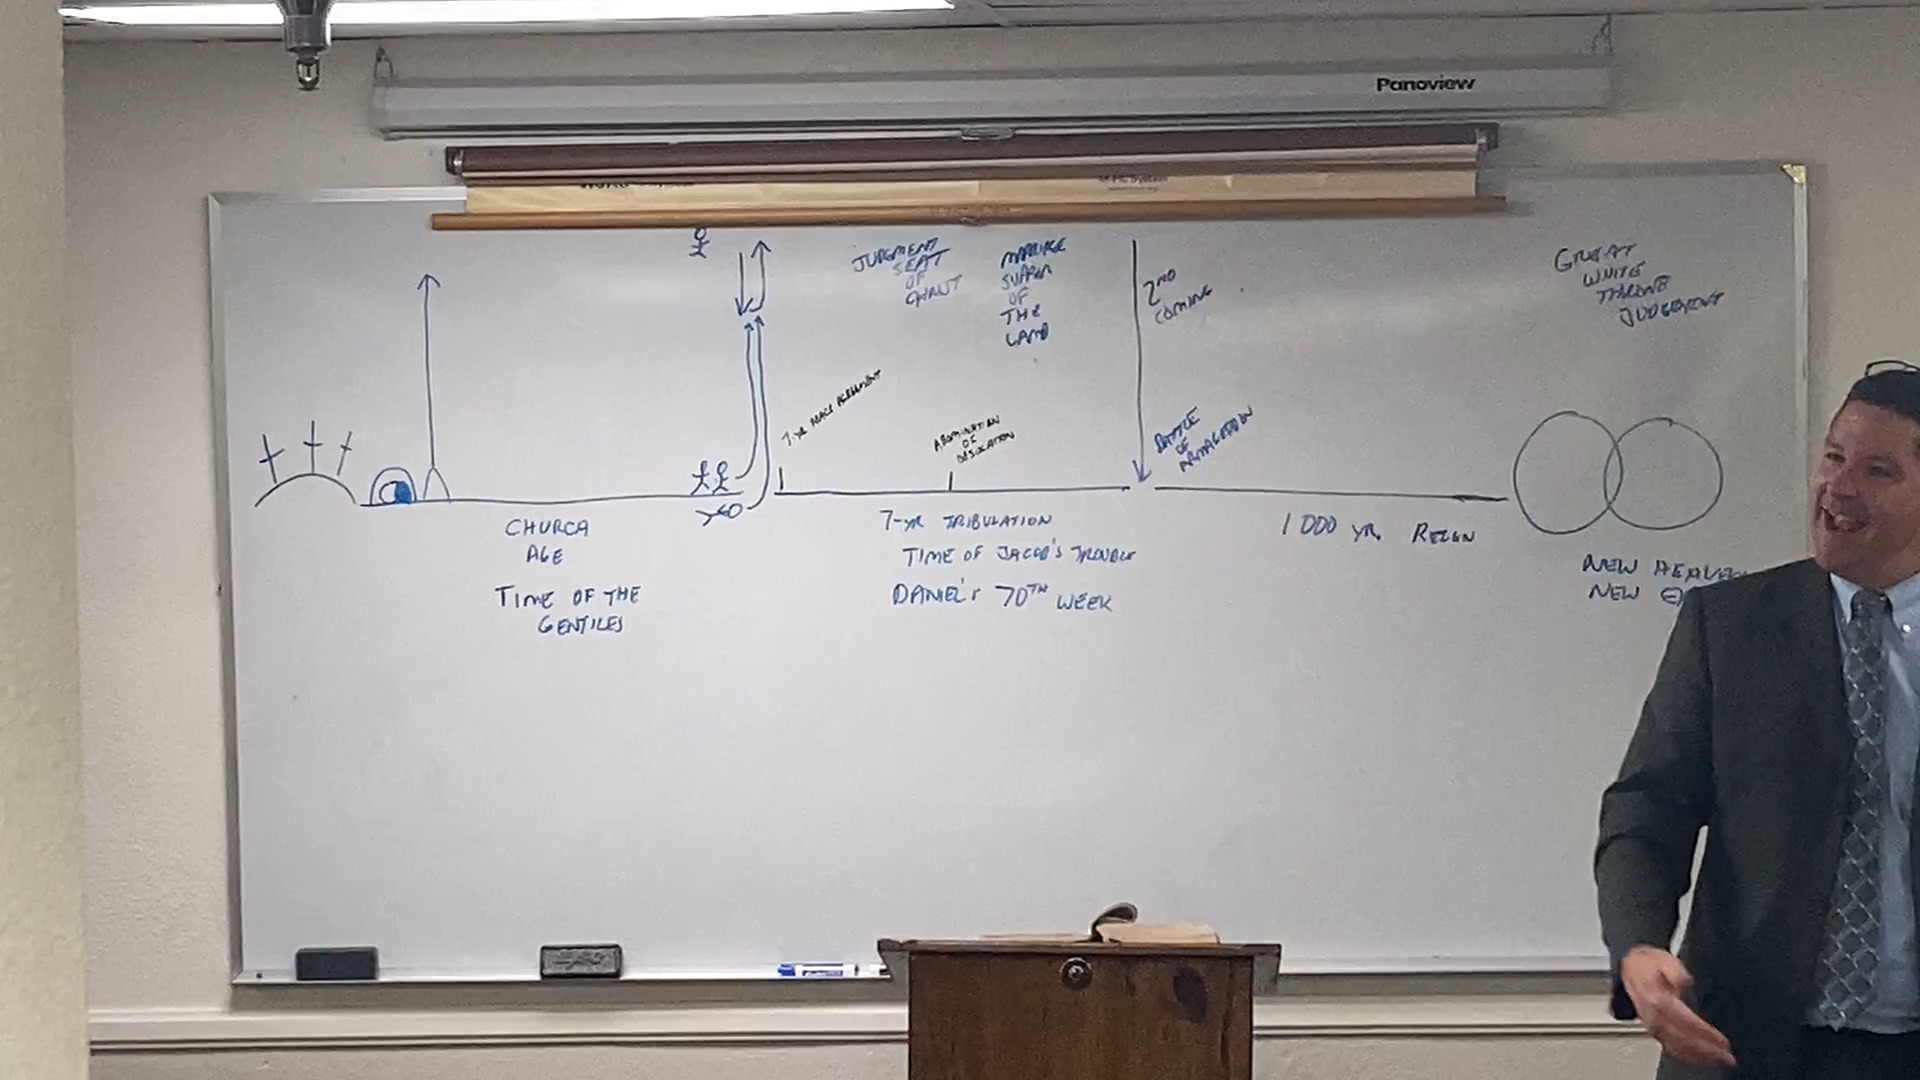 Panoview
JUDGMENT
SEAT
OF
CHRIST
MARRIAGE
SUPPER
OF
THE
LAMB
2ND
COMING
GREAT
WHITE
THRONE
JUDGEMENT
7-YR PEACE AGREEMENT
ABOMINATION
OF
DESOLATION
BATTLE
OF
ARMAGEDDON
CHURCH
AGE
TIME OF THE
GENTILES
7-YR TRIBULATION
TIME OF JACOB'S TROUBLE
DANIEL'S 70TH WEEK
1000 YR. REIGN
NEW HEAVEN
NEW